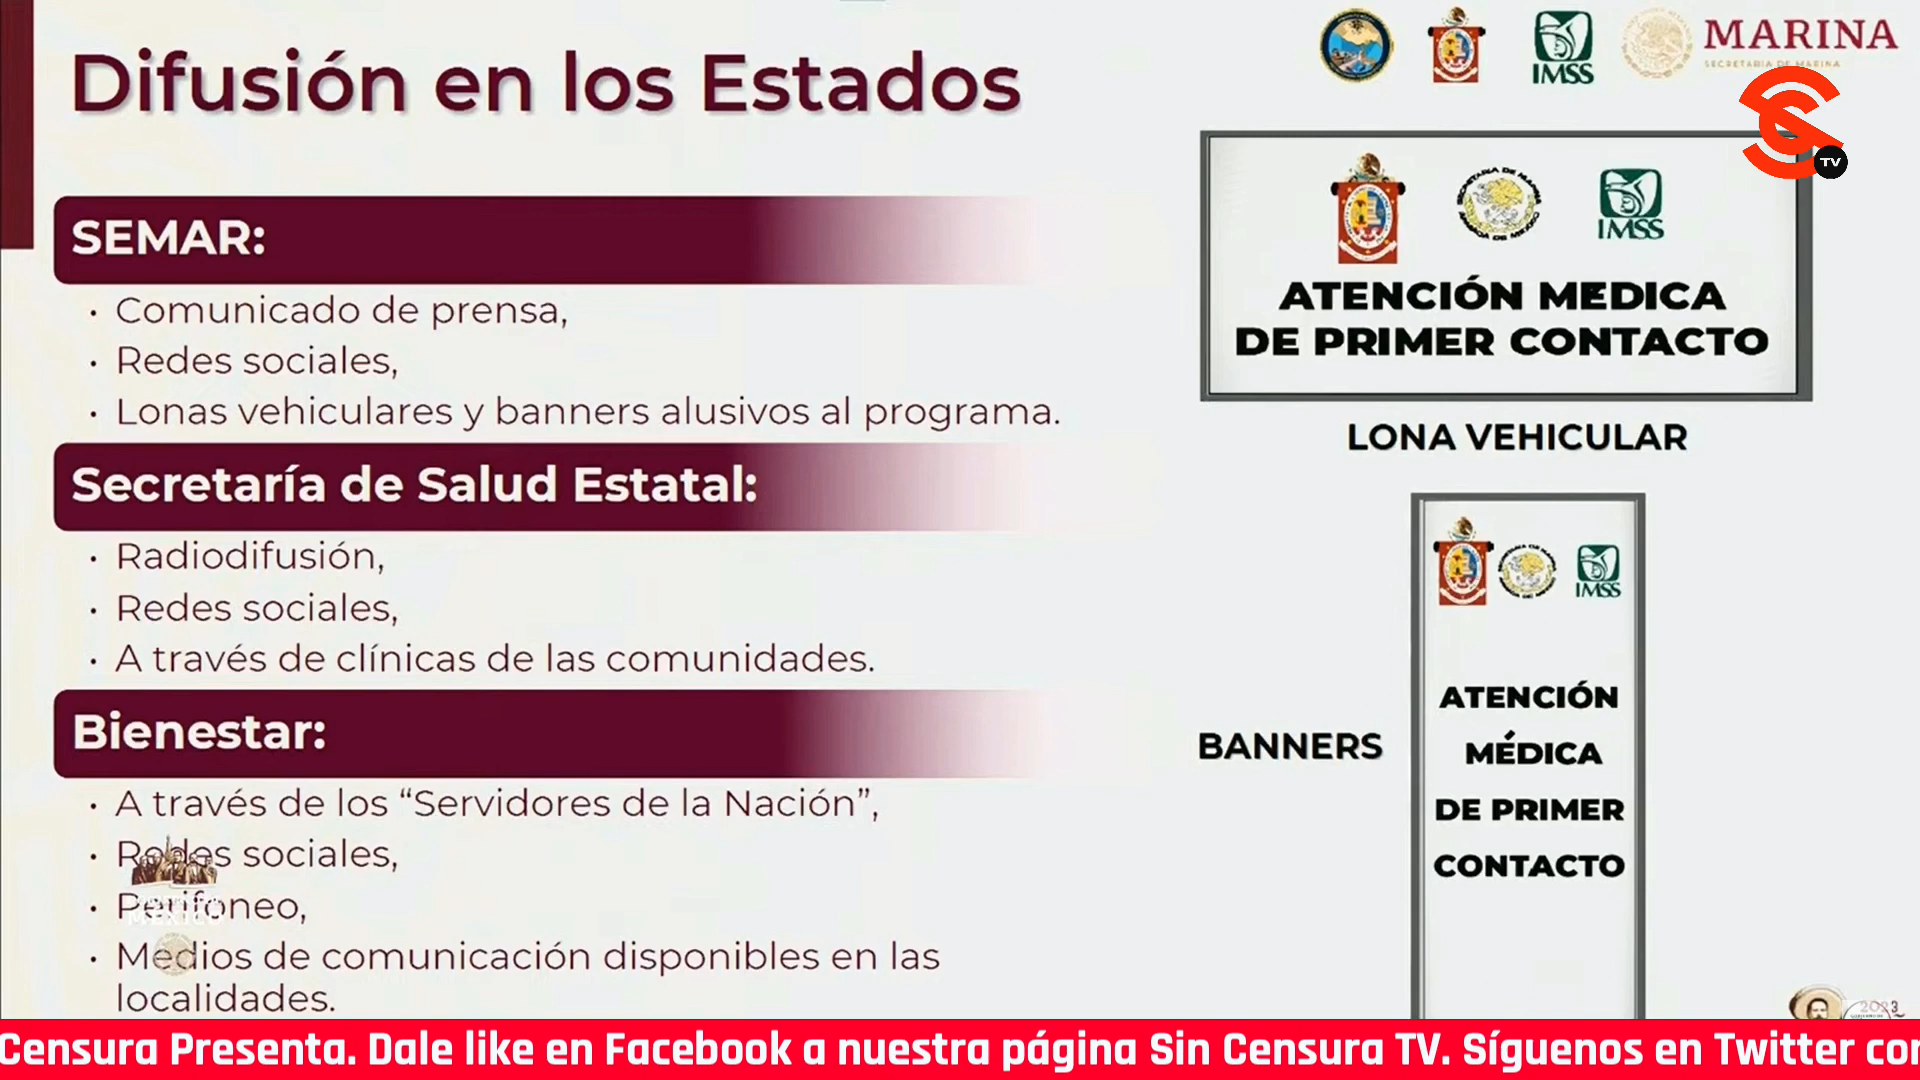 Difusión en los Estados
IMSS
MARINA
SECRETARÍA DE MARINA
TV
SEMAR:
• Comunicado de prensa,
• Redes sociales,
• Lonas vehiculares y banners alusivos al programa.
Secretaría de Salud Estatal:
• Radiodifusión,
• Redes sociales,
• A través de clínicas de las comunidades.
Bienestar:
• A través de los “Servidores de la Nación”,
• Redes sociales,
• Perifoneo,
MÉXICO
• Medios de comunicación disponibles en las
localidades.
IMSS
ATENCIÓN MEDICA
DE PRIMER CONTACTO
LONA VEHICULAR
IMSS
ATENCIÓN
MÉDICA
DE PRIMER
CONTACTO
BANNERS
2023
Censura Presenta. Dale like en Facebook a nuestra página Sin Censura TV. Síguenos en Twitter con